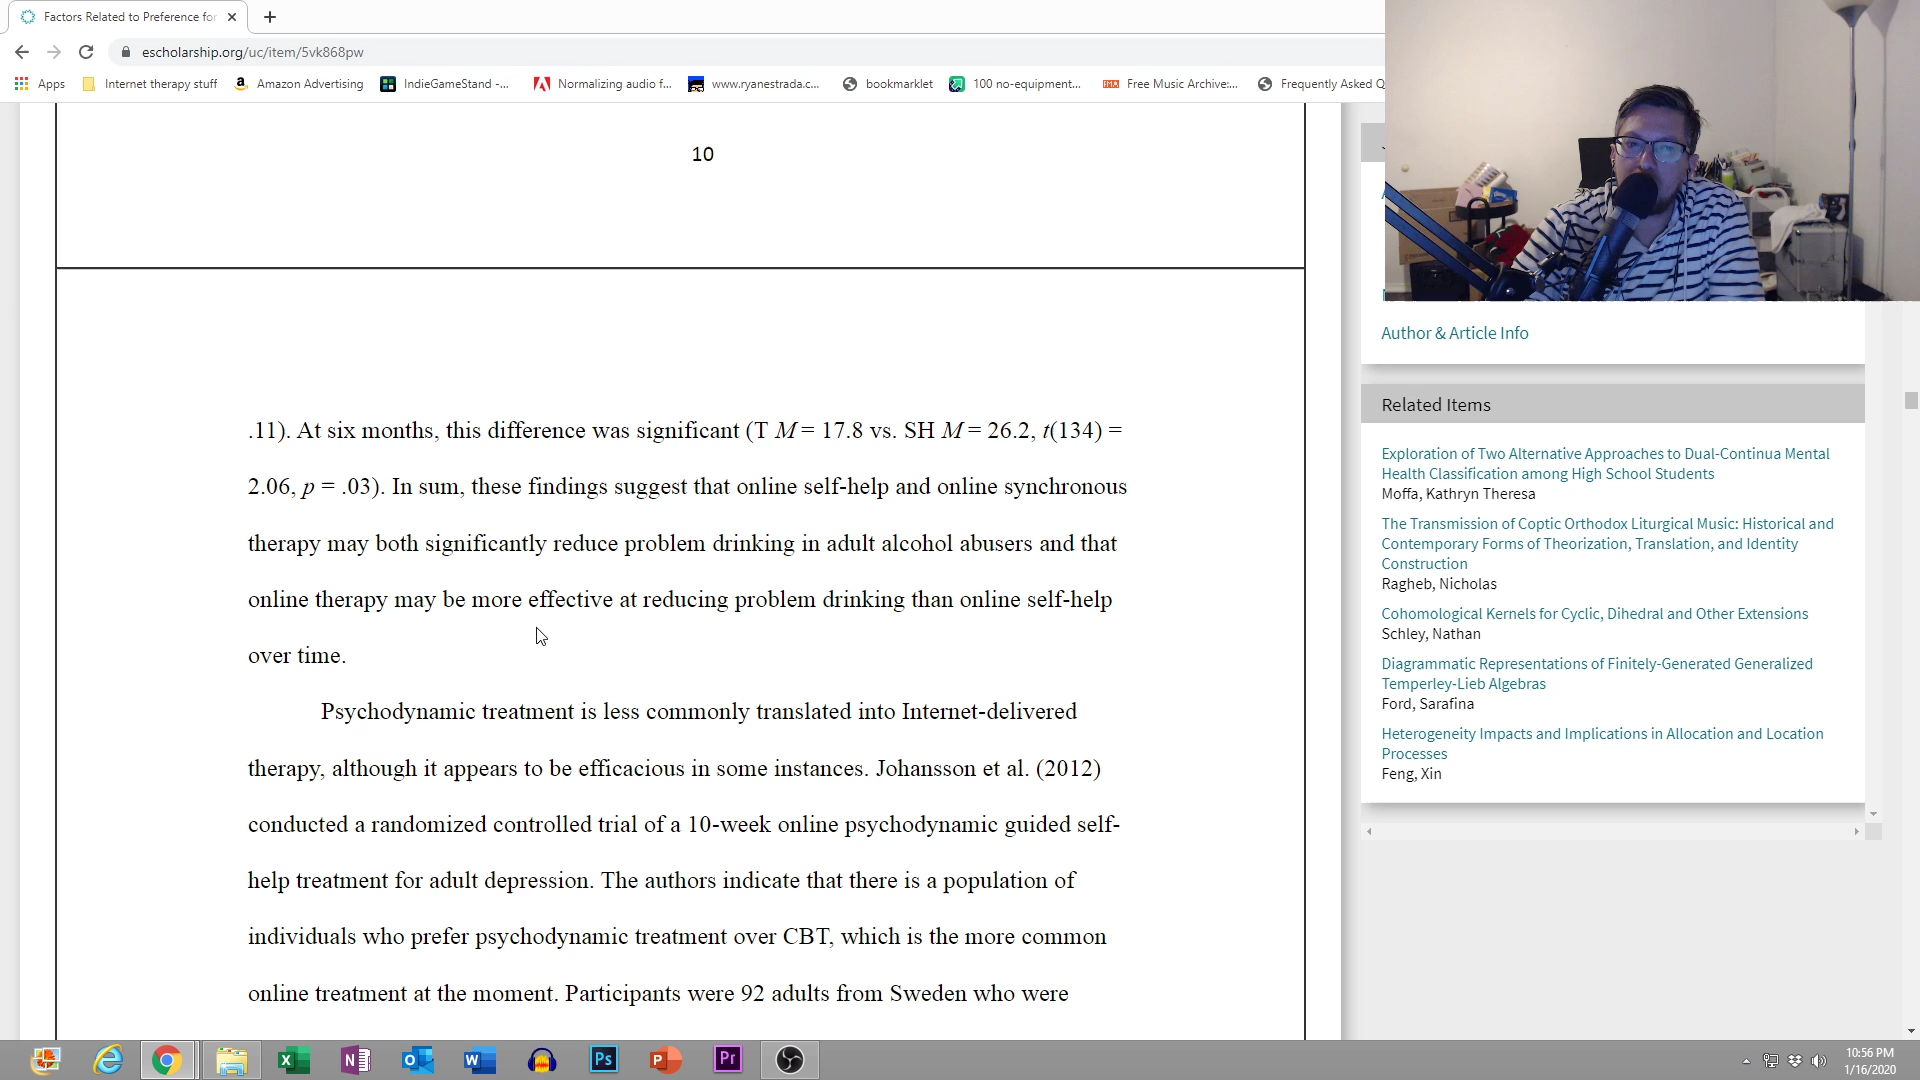 Factors Related to Preference for
escholarship.org/uc/item/5vk868pw
Apps
Internet therapy stuff
Amazon Advertising
IndieGameStand -...
Normalizing audio f...
www.ryanestrada.c...
bookmarklet
100 no-equipment...
Free Music Archive:...
Frequently Asked Q
10
.11). At six months, this difference was significant (T M = 17.8 vs. SH M = 26.2, t(134) =
2.06, p = .03). In sum, these findings suggest that online self-help and online synchronous
therapy may both significantly reduce problem drinking in adult alcohol abusers and that
online therapy may be more effective at reducing problem drinking than online self-help
over time.
Psychodynamic treatment is less commonly translated into Internet-delivered
therapy, although it appears to be efficacious in some instances. Johansson et al. (2012)
conducted a randomized controlled trial of a 10-week online psychodynamic guided self-
help treatment for adult depression. The authors indicate that there is a population of
individuals who prefer psychodynamic treatment over CBT, which is the more common
online treatment at the moment. Participants were 92 adults from Sweden who were
Author & Article Info
Related Items
Exploration of Two Alternative Approaches to Dual-Continua Mental
Health Classification among High School Students
Moffa, Kathryn Theresa
The Transmission of Coptic Orthodox Liturgical Music: Historical and
Contemporary Forms of Theorization, Translation, and Identity
Construction
Ragheb, Nicholas
Cohomological Kernels for Cyclic, Dihedral and Other Extensions
Schley, Nathan
Diagrammatic Representations of Finitely-Generated Generalized
Temperley-Lieb Algebras
Ford, Sarafina
Heterogeneity Impacts and Implications in Allocation and Location
Processes
Feng, Xin
10:56 PM
1/16/2020